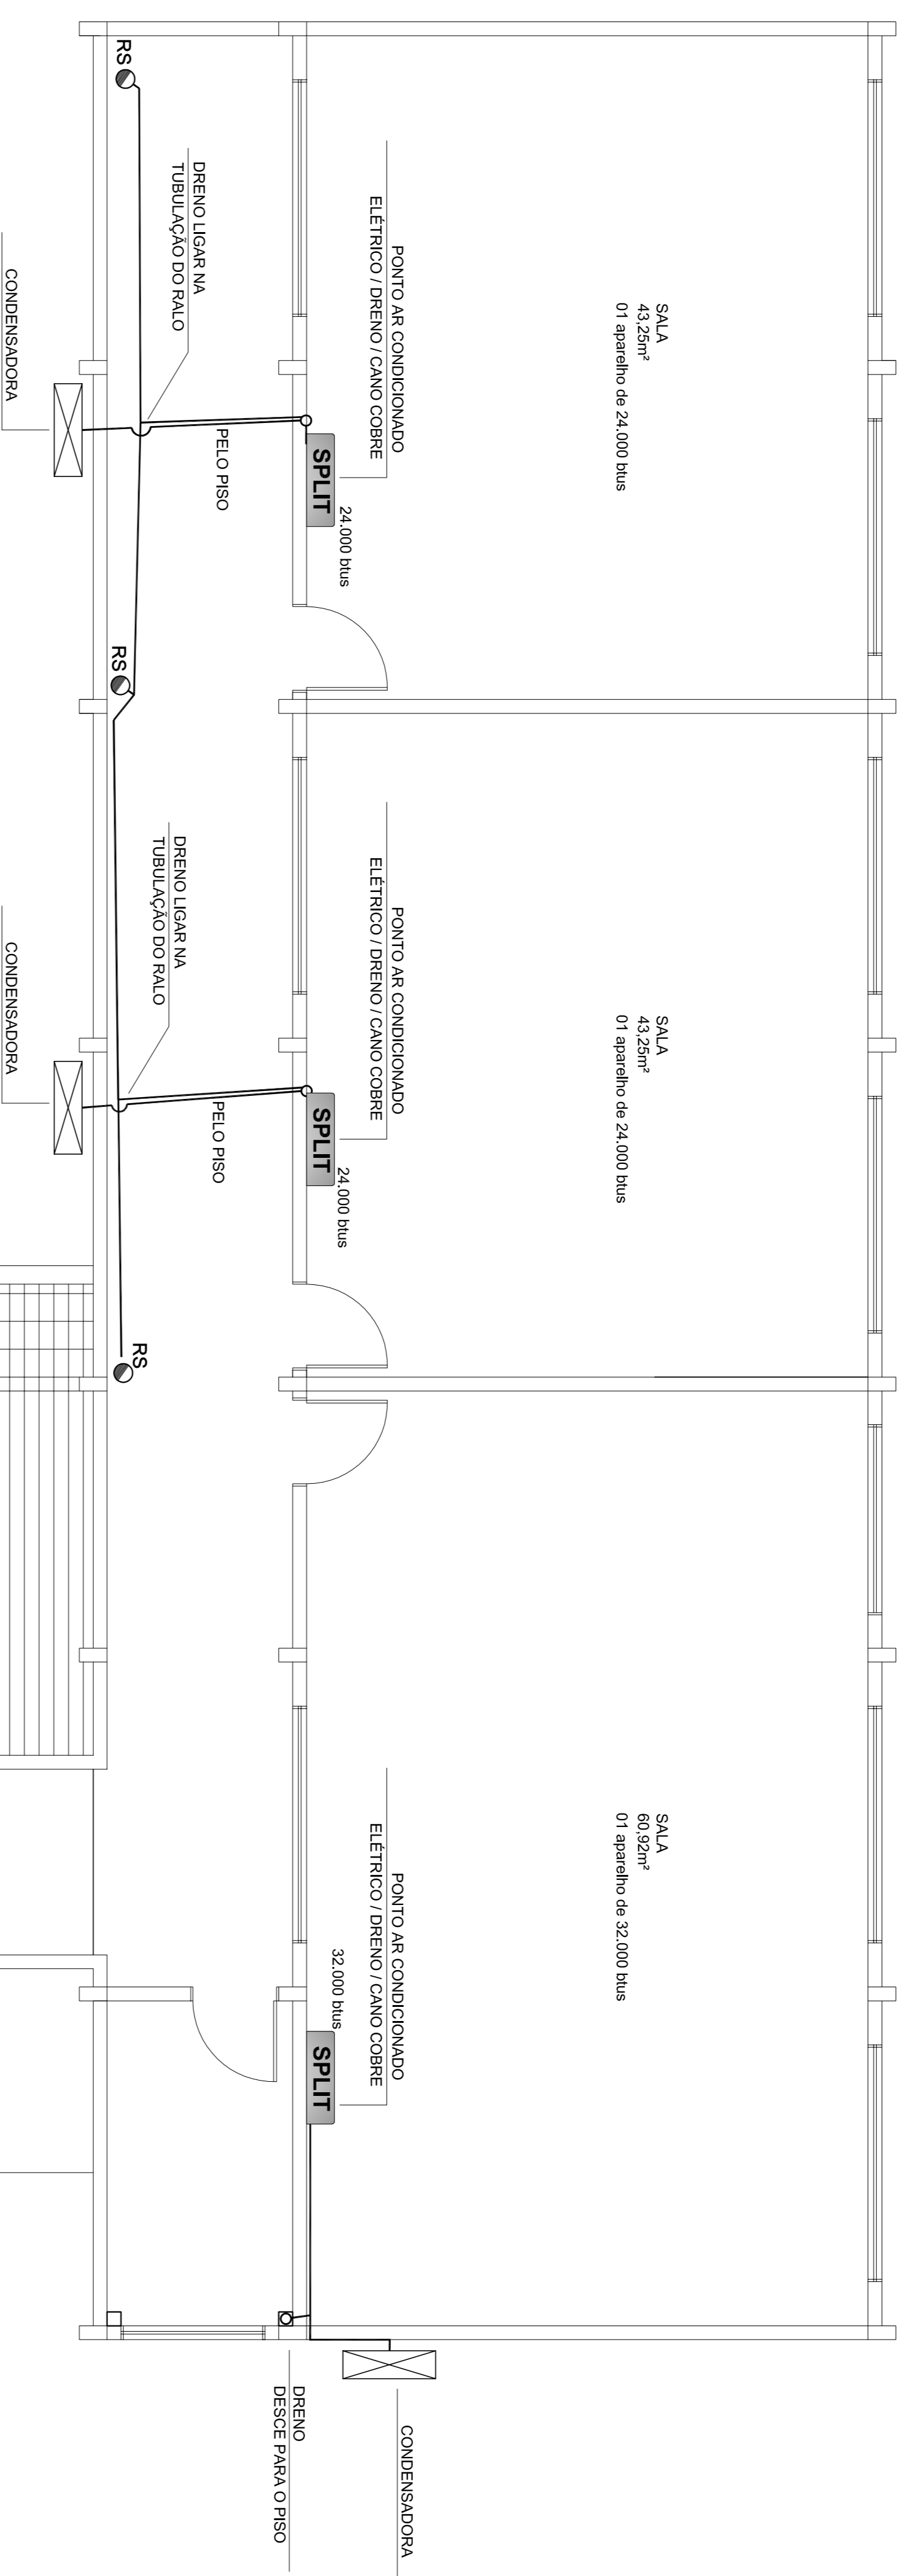 SALA
43,25m²
01 aparelho de 24.000 btus
PONTO AR CONDICIONADO
ELÉTRICO / DRENO / CANO COBRE
24.000 btus
SPLIT
PELO PISO
DRENO LIGAR NA
TUBULAÇÃO DO RALO
RS
CONDENSADORA
SALA
43,25m²
01 aparelho de 24.000 btus
PONTO AR CONDICIONADO
ELÉTRICO / DRENO / CANO COBRE
24.000 btus
SPLIT
PELO PISO
DRENO LIGAR NA
TUBULAÇÃO DO RALO
RS
CONDENSADORA
SALA
60,92m²
01 aparelho de 32.000 btus
PONTO AR CONDICIONADO
ELÉTRICO / DRENO / CANO COBRE
32.000 btus
SPLIT
RS
CONDENSADORA
DRENO
DESCE PARA O PISO